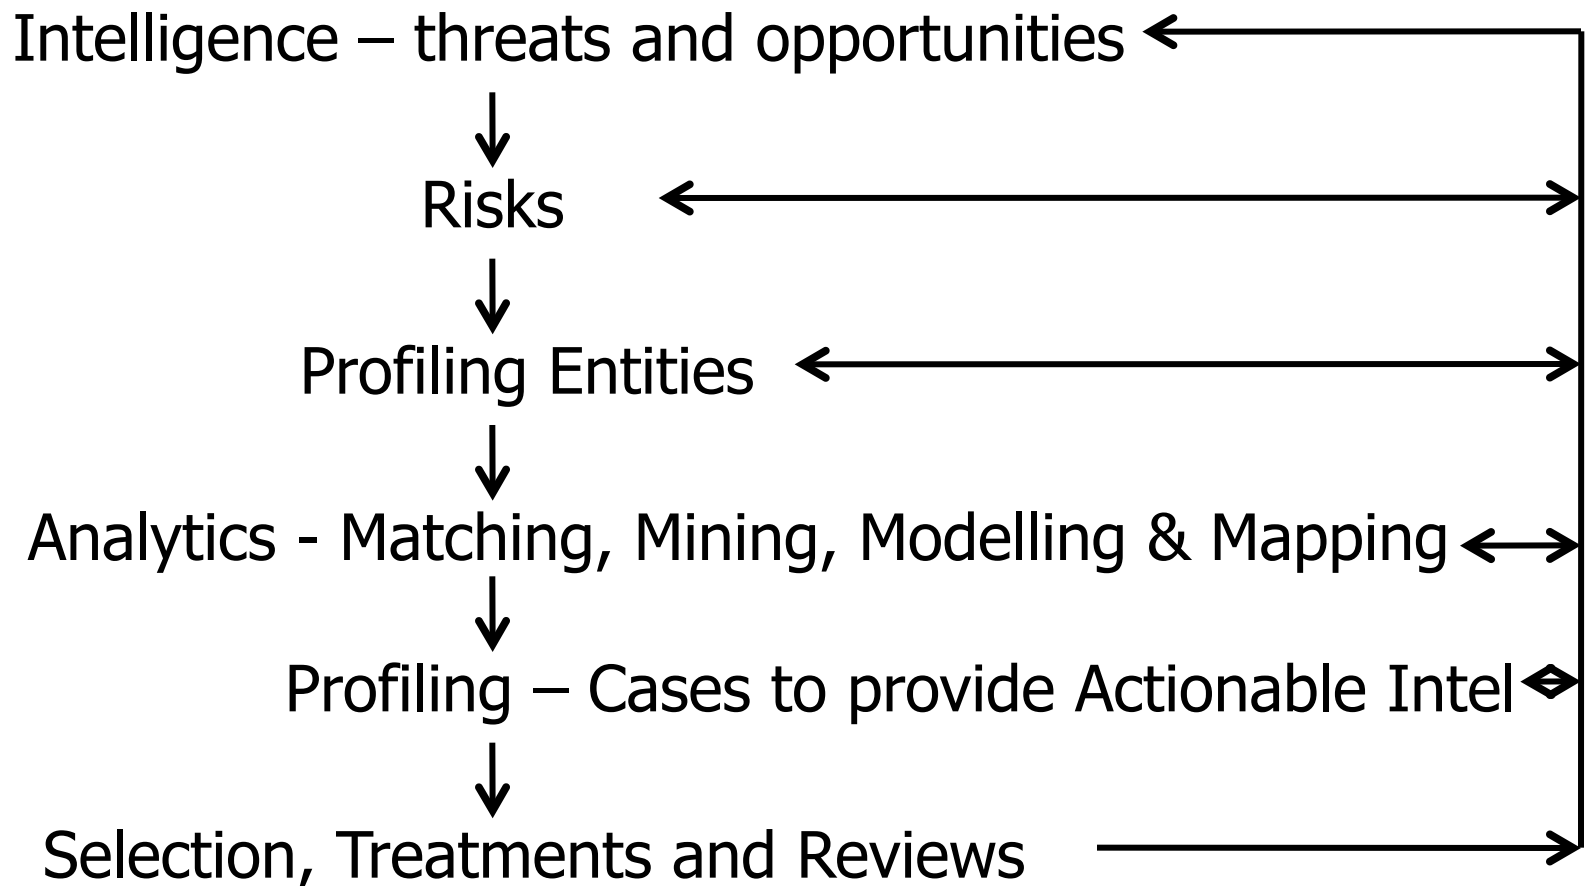 Intelligence – threats and opportunities
Risks
Profiling Entities
Analytics - Matching, Mining, Modelling & Mapping
Profiling – Cases to provide Actionable Intel
Selection, Treatments and Reviews